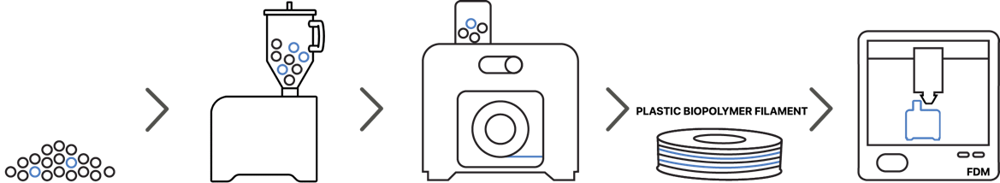 PLASTIC BIOPOLYMER FILAMENT
FDM